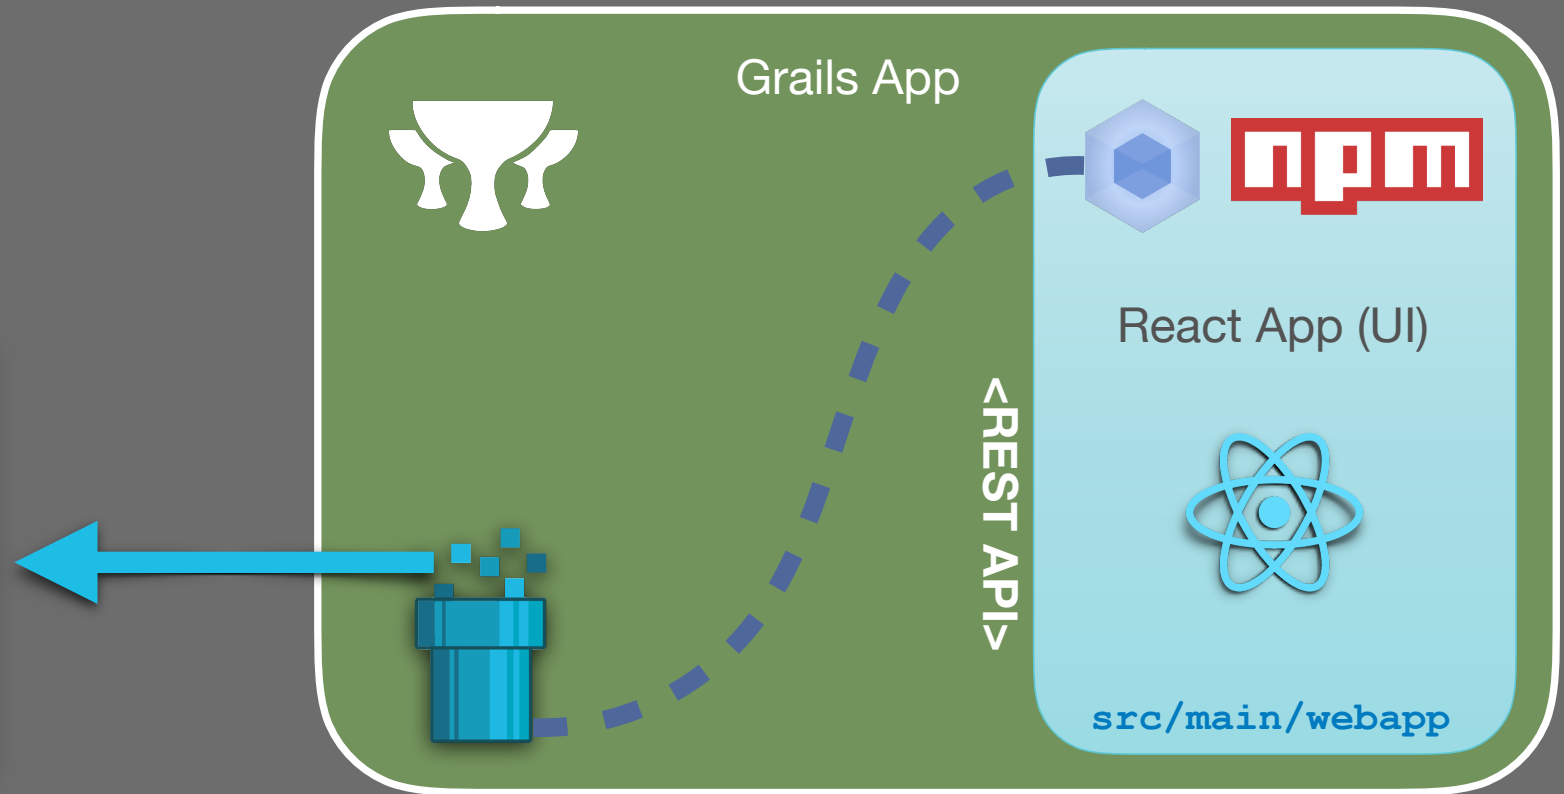 Grails App
npm
React App (UI)
<REST API>
src/main/webapp